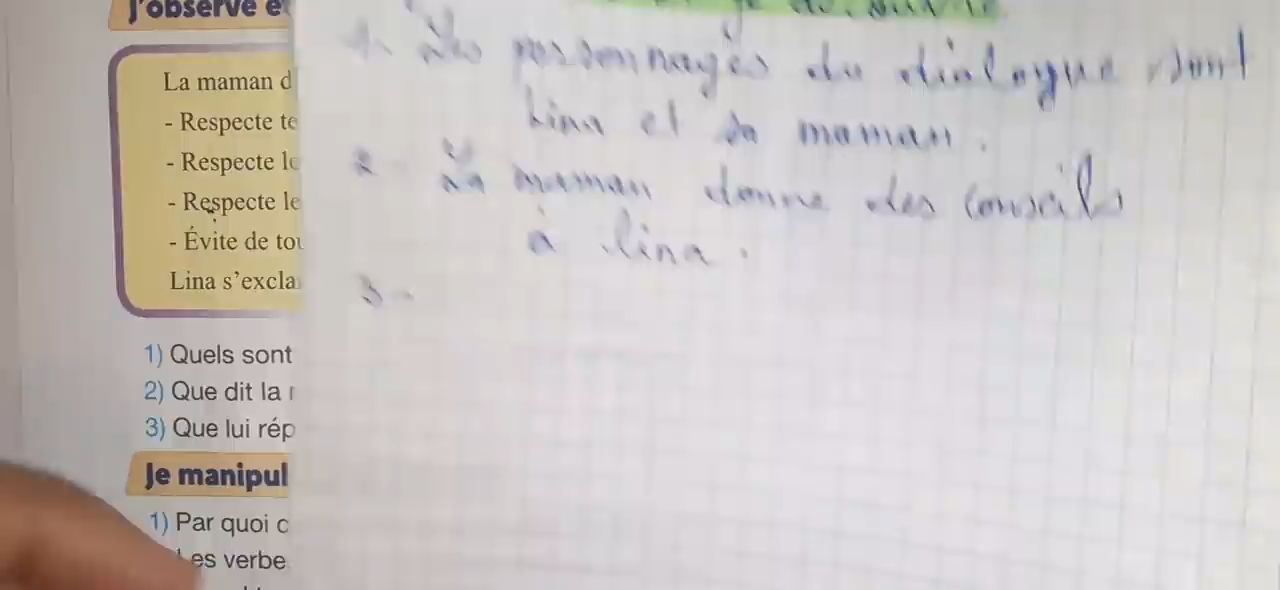 J'observe e
La maman d
- Respecte te
- Respecte le
- Respecte le
- Évite de tou
Lina s'excla
1) Quels sont
2) Que dit la
3) Que lui rép
Je manipul
1) Par quoi
Les verbe
1- Les personnages du dialogue sont
Lina et sa maman.
2- La maman donne des conseils
à Lina.
3-